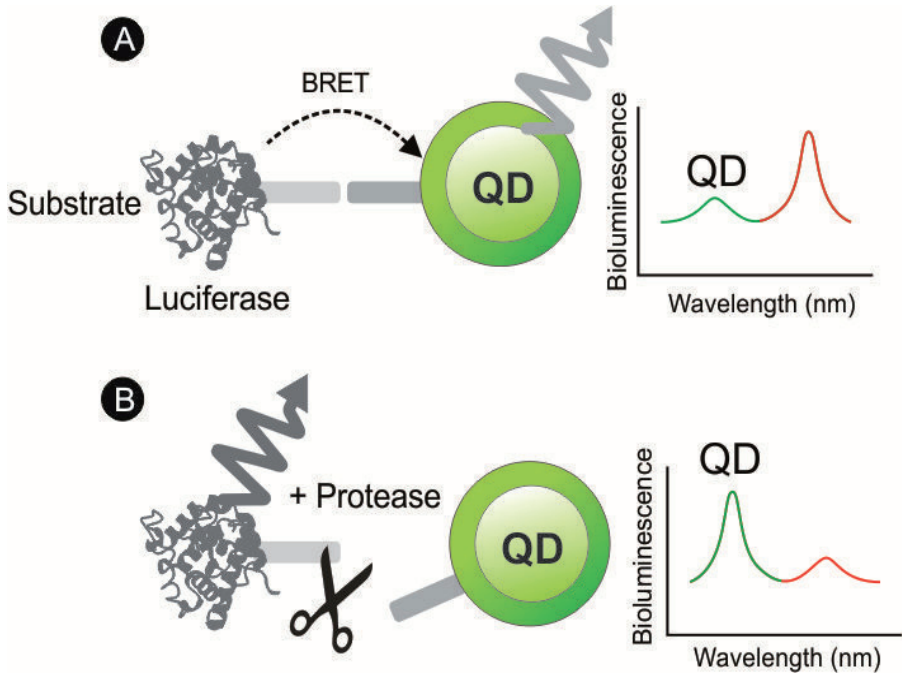 A
BRET
Substrate
Luciferase
QD
QD
Bioluminescence
Wavelength (nm)
B
+ Protease
QD
QD
Bioluminescence
Wavelength (nm)